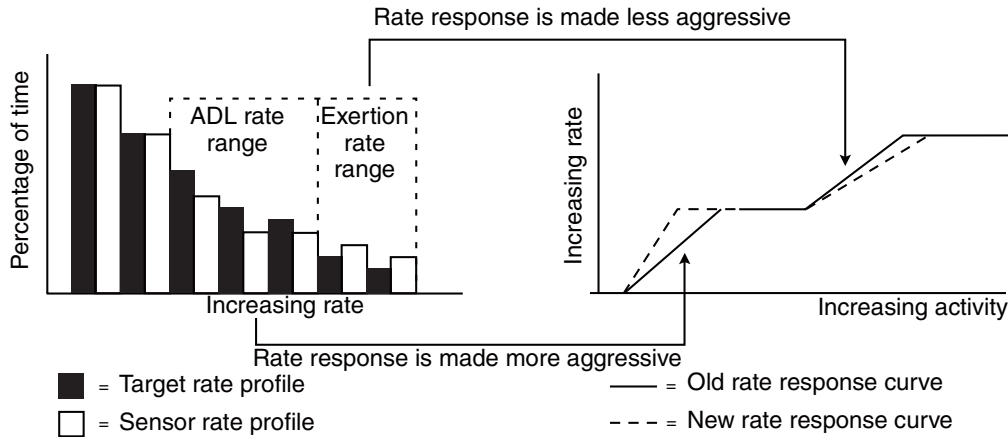 Rate response is made less aggressive
Percentage of time
ADL rate
range
Exertion
rate
range
Increasing rate
Increasing rate
Increasing activity
Rate response is made more aggressive
= Target rate profile
= Sensor rate profile
= Old rate response curve
= New rate response curve